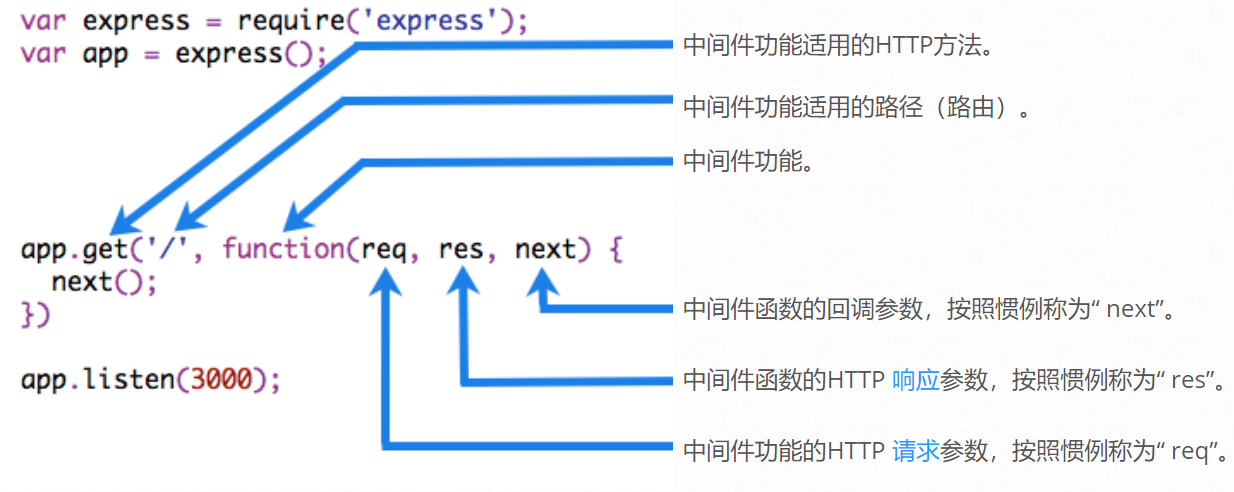 var express = require('express');
var app = express();
中间件功能适用的HTTP方法。
中间件功能适用的路径（路由）。
中间件功能。
app.get('/', function(req, res, next) {
  next();
})
中间件函数的回调参数，按照惯例称为“ next”。
app.listen(3000);
中间件函数的HTTP 响应参数，按照惯例称为“ res”。
中间件功能的HTTP 请求参数，按照惯例称为“ req”。